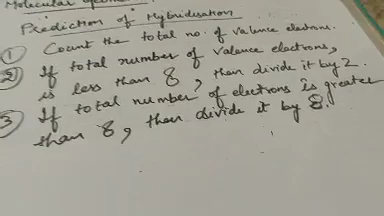 Molecular Geome
Prediction of Hybridisation
① Count the total no. of valence electrons.
② If total number of valence electrons,
is less than 8, then divide it by 2.
③ If total number of electrons is greater
than 8, then divide it by 8.